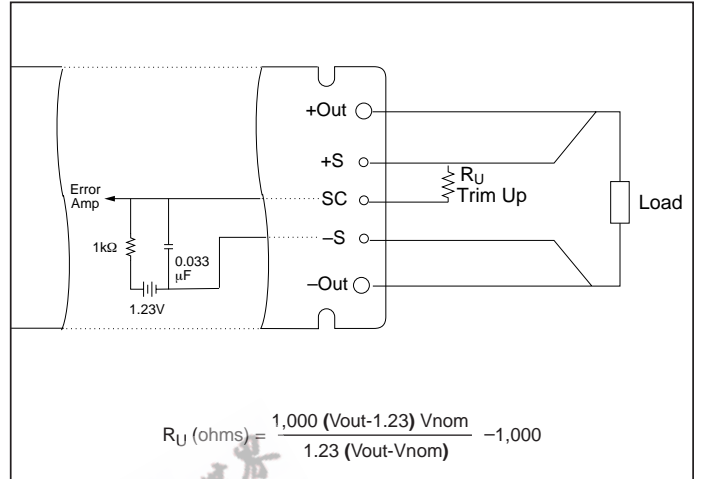 +Out
+S
R_U
Trim Up
Error
Amp
SC
Load
1kΩ
–S
0.033
µF
–Out
1.23V
R_U (ohms) = 1,000 (Vout-1.23) Vnom / 1.23 (Vout-Vnom) –1,000